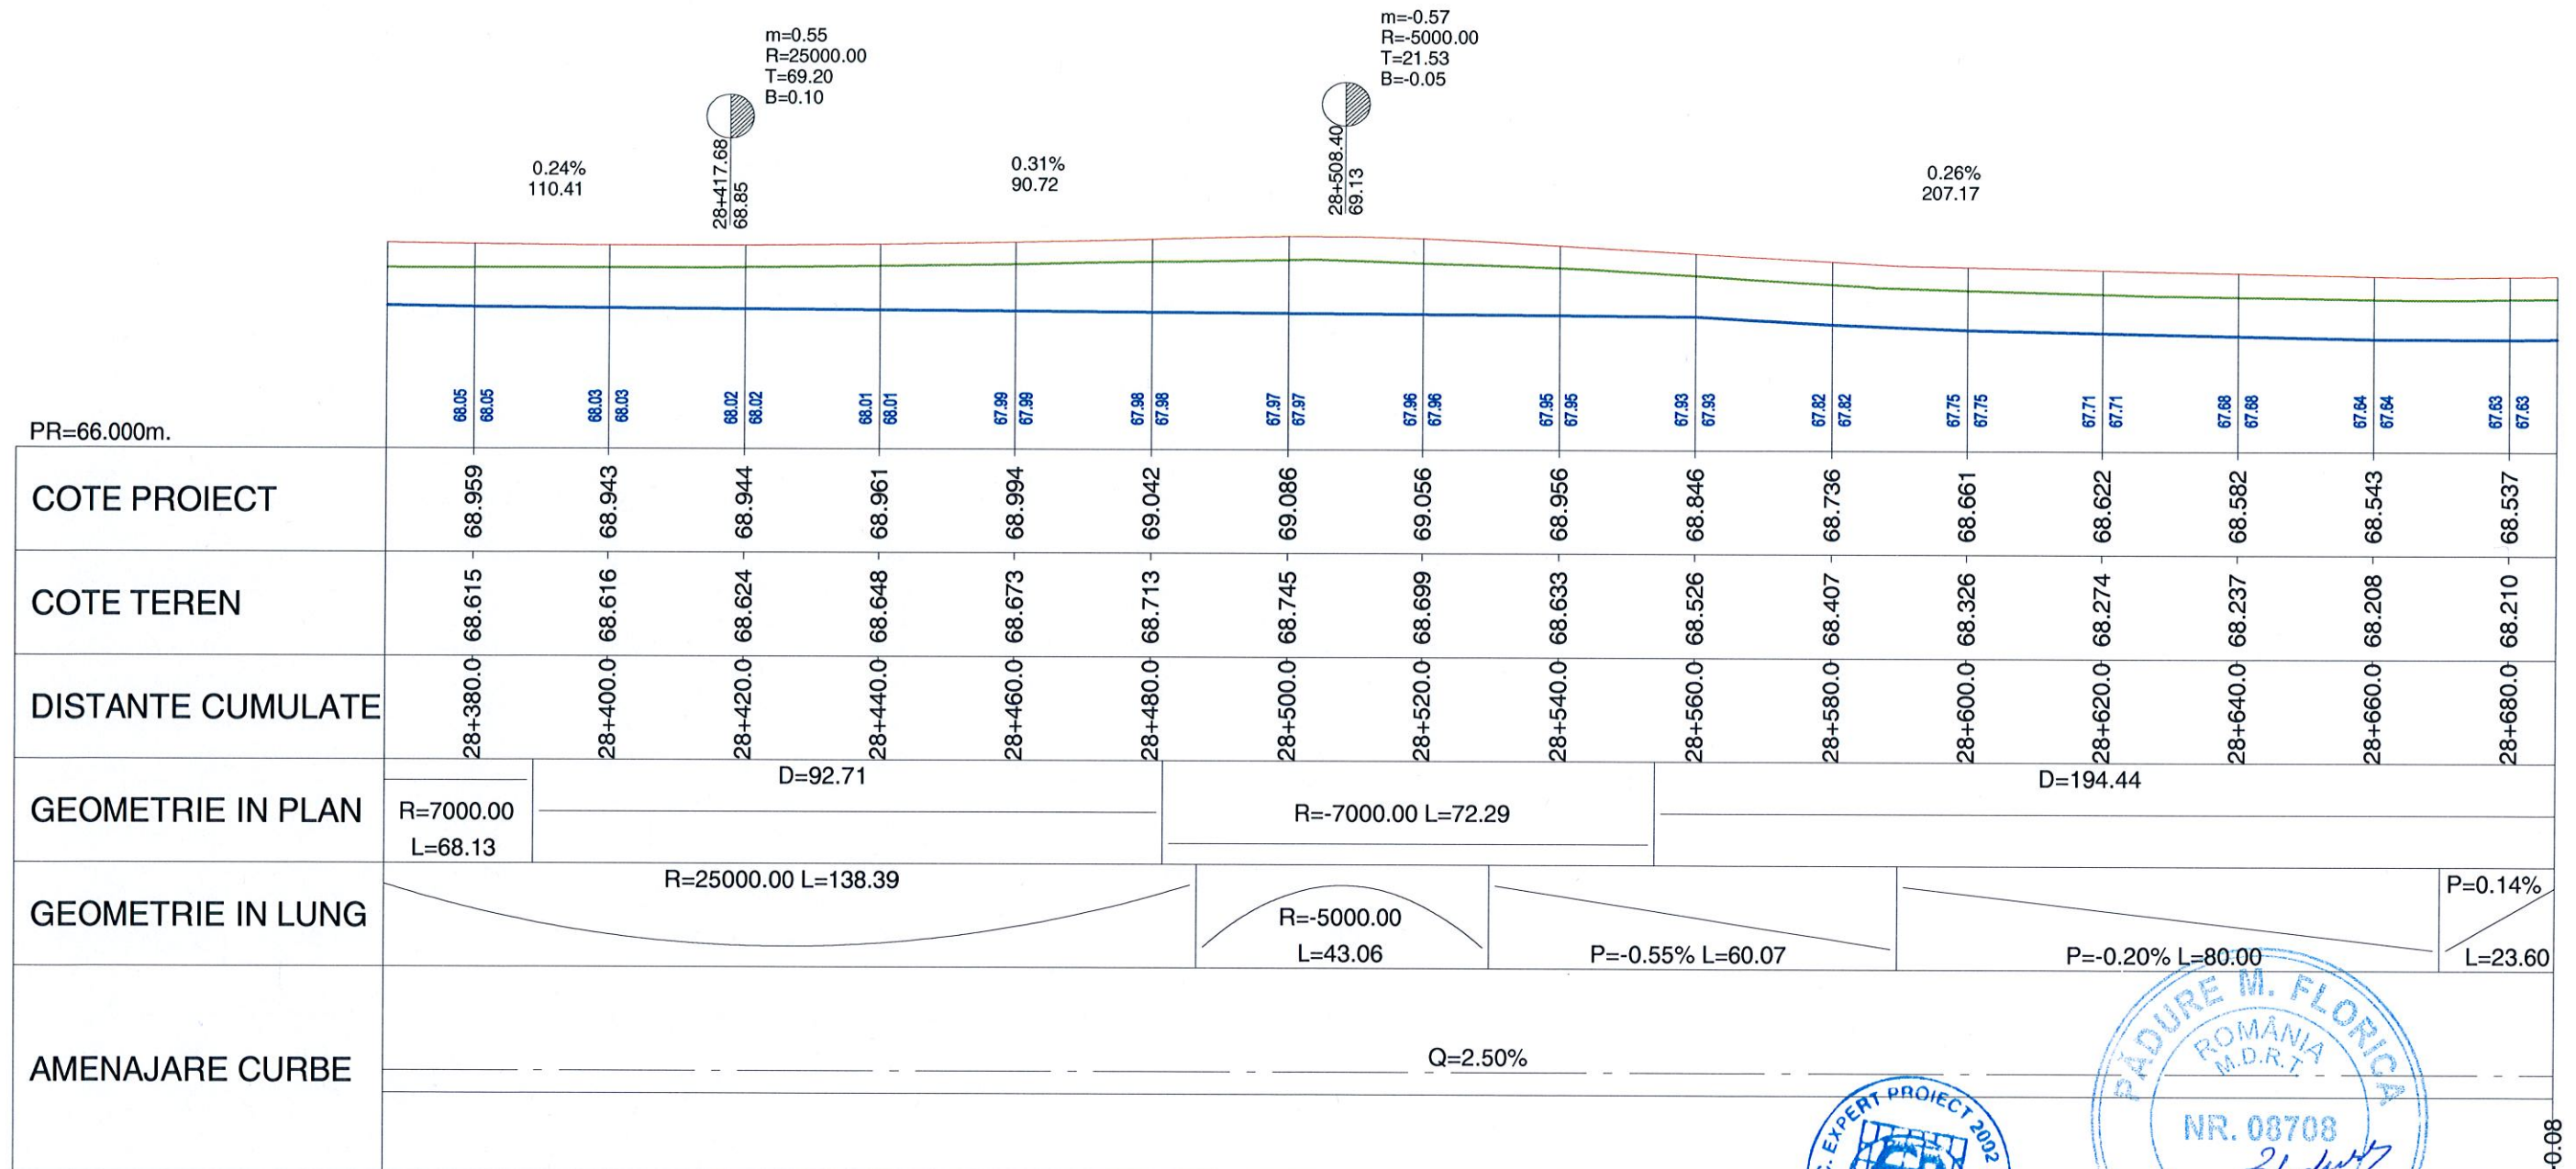 m=0.55
R=25000.00
T=69.20
B=0.10
m=-0.57
R=-5000.00
T=21.53
B=-0.05
28+417.68
68.85
28+508.40
69.13
0.24%
110.41
0.31%
90.72
0.26%
207.17
68.05 68.05 68.03 68.03 68.02 68.02 68.01 68.01 67.99 67.99 67.98 67.98 67.97 67.97 67.96 67.96 67.95 67.95 67.93 67.93 67.82 67.82 67.75 67.75 67.71 67.71 67.68 67.68 67.64 67.64 67.63 67.63
PR=66.000m.
COTE PROIECT 68.959 68.943 68.944 68.961 68.994 69.042 69.086 69.056 68.956 68.846 68.736 68.661 68.622 68.582 68.543 68.537
COTE TEREN 68.615 68.616 68.624 68.648 68.673 68.713 68.745 68.699 68.633 68.526 68.407 68.326 68.274 68.237 68.208 68.210
DISTANTE CUMULATE 28+380.0 28+400.0 28+420.0 28+440.0 28+460.0 28+480.0 28+500.0 28+520.0 28+540.0 28+560.0 28+580.0 28+600.0 28+620.0 28+640.0 28+660.0 28+680.0
GEOMETRIE IN PLAN
R=7000.00
L=68.13
D=92.71
R=-7000.00 L=72.29
D=194.44
GEOMETRIE IN LUNG
R=25000.00 L=138.39
R=-5000.00
L=43.06
P=-0.55% L=60.07
P=-0.20% L=80.00
P=0.14%
L=23.60
AMENAJARE CURBE
Q=2.50%
EXPERT PROIECT 2002
PĂDURE M. FLORICA
ROMÂNIA
M.D.R.T
NR. 08708
0.08